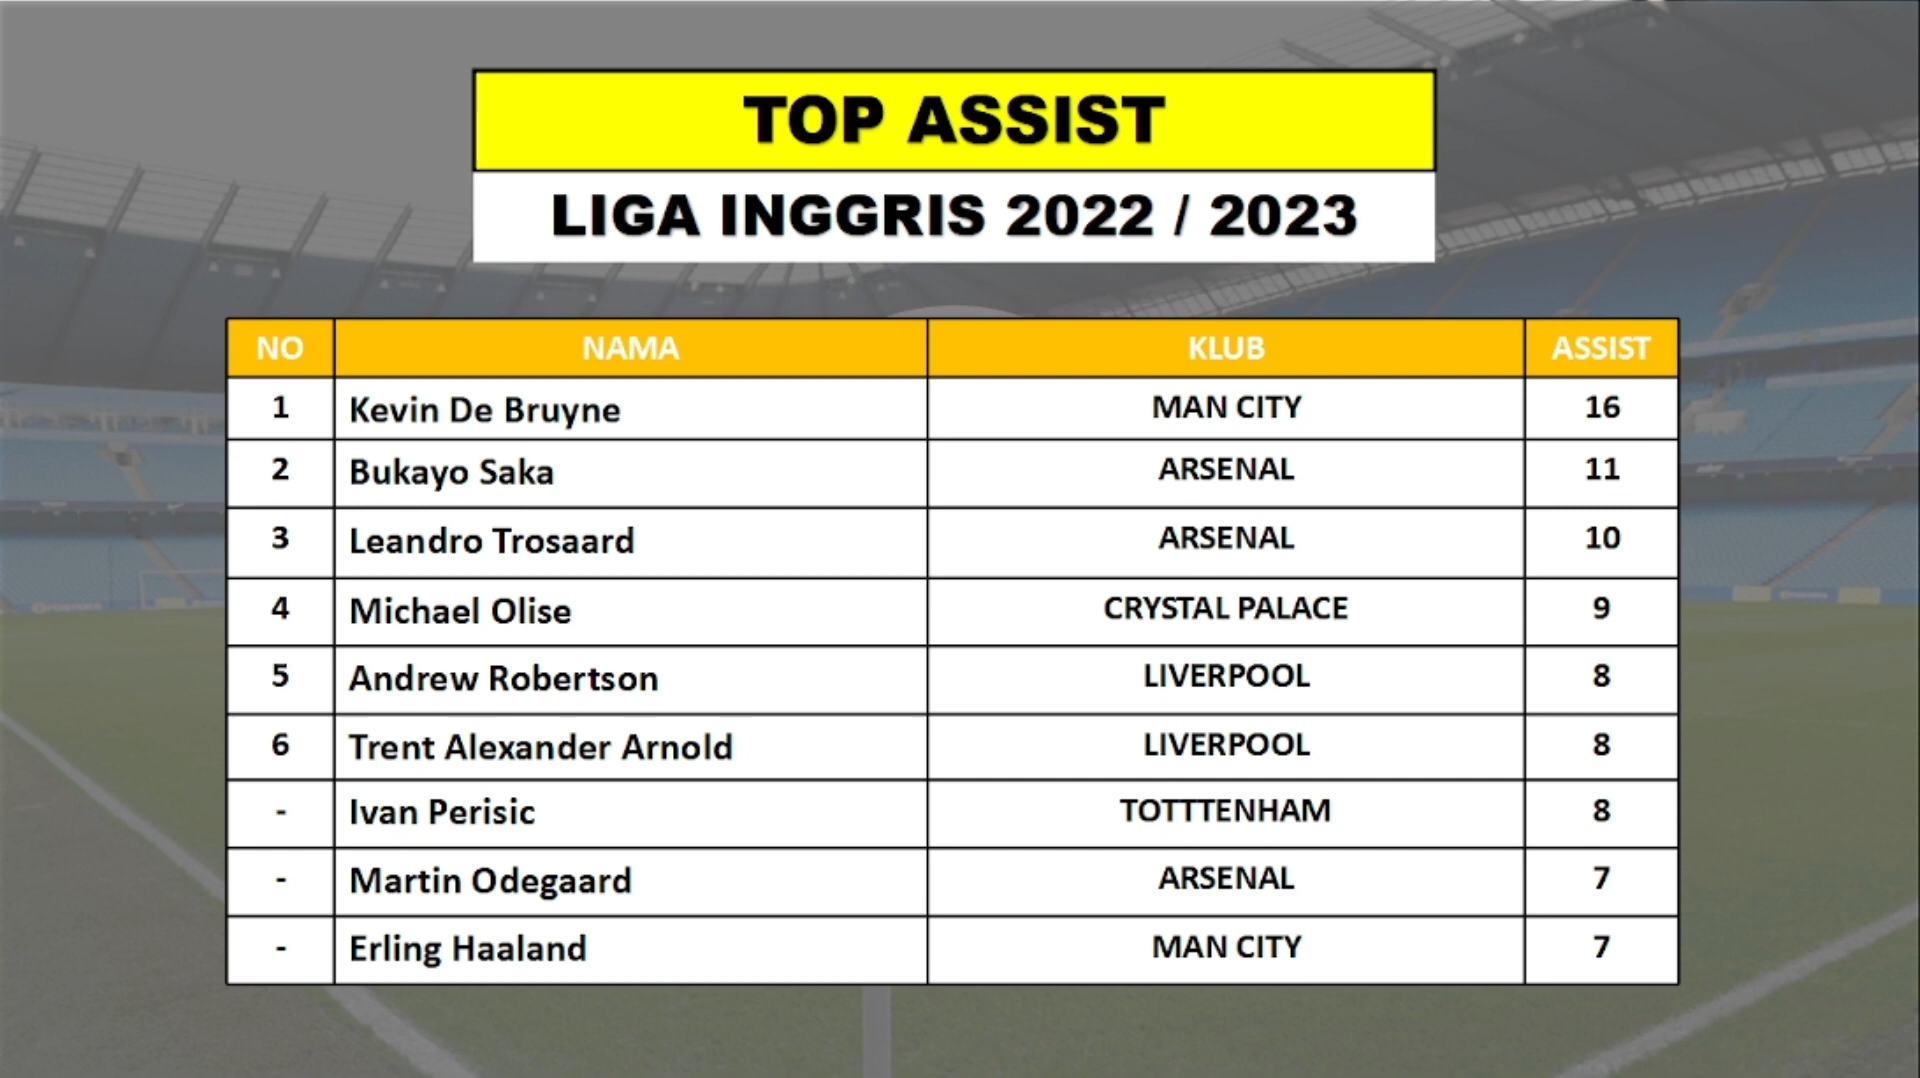 TOP ASSIST
LIGA INGGRIS 2022 / 2023
NO NAMA KLUB ASSIST
1 Kevin De Bruyne MAN CITY 16
2 Bukayo Saka ARSENAL 11
3 Leandro Trosaard ARSENAL 10
4 Michael Olise CRYSTAL PALACE 9
5 Andrew Robertson LIVERPOOL 8
6 Trent Alexander Arnold LIVERPOOL 8
- Ivan Perisic TOTTTENHAM 8
- Martin Odegaard ARSENAL 7
- Erling Haaland MAN CITY 7